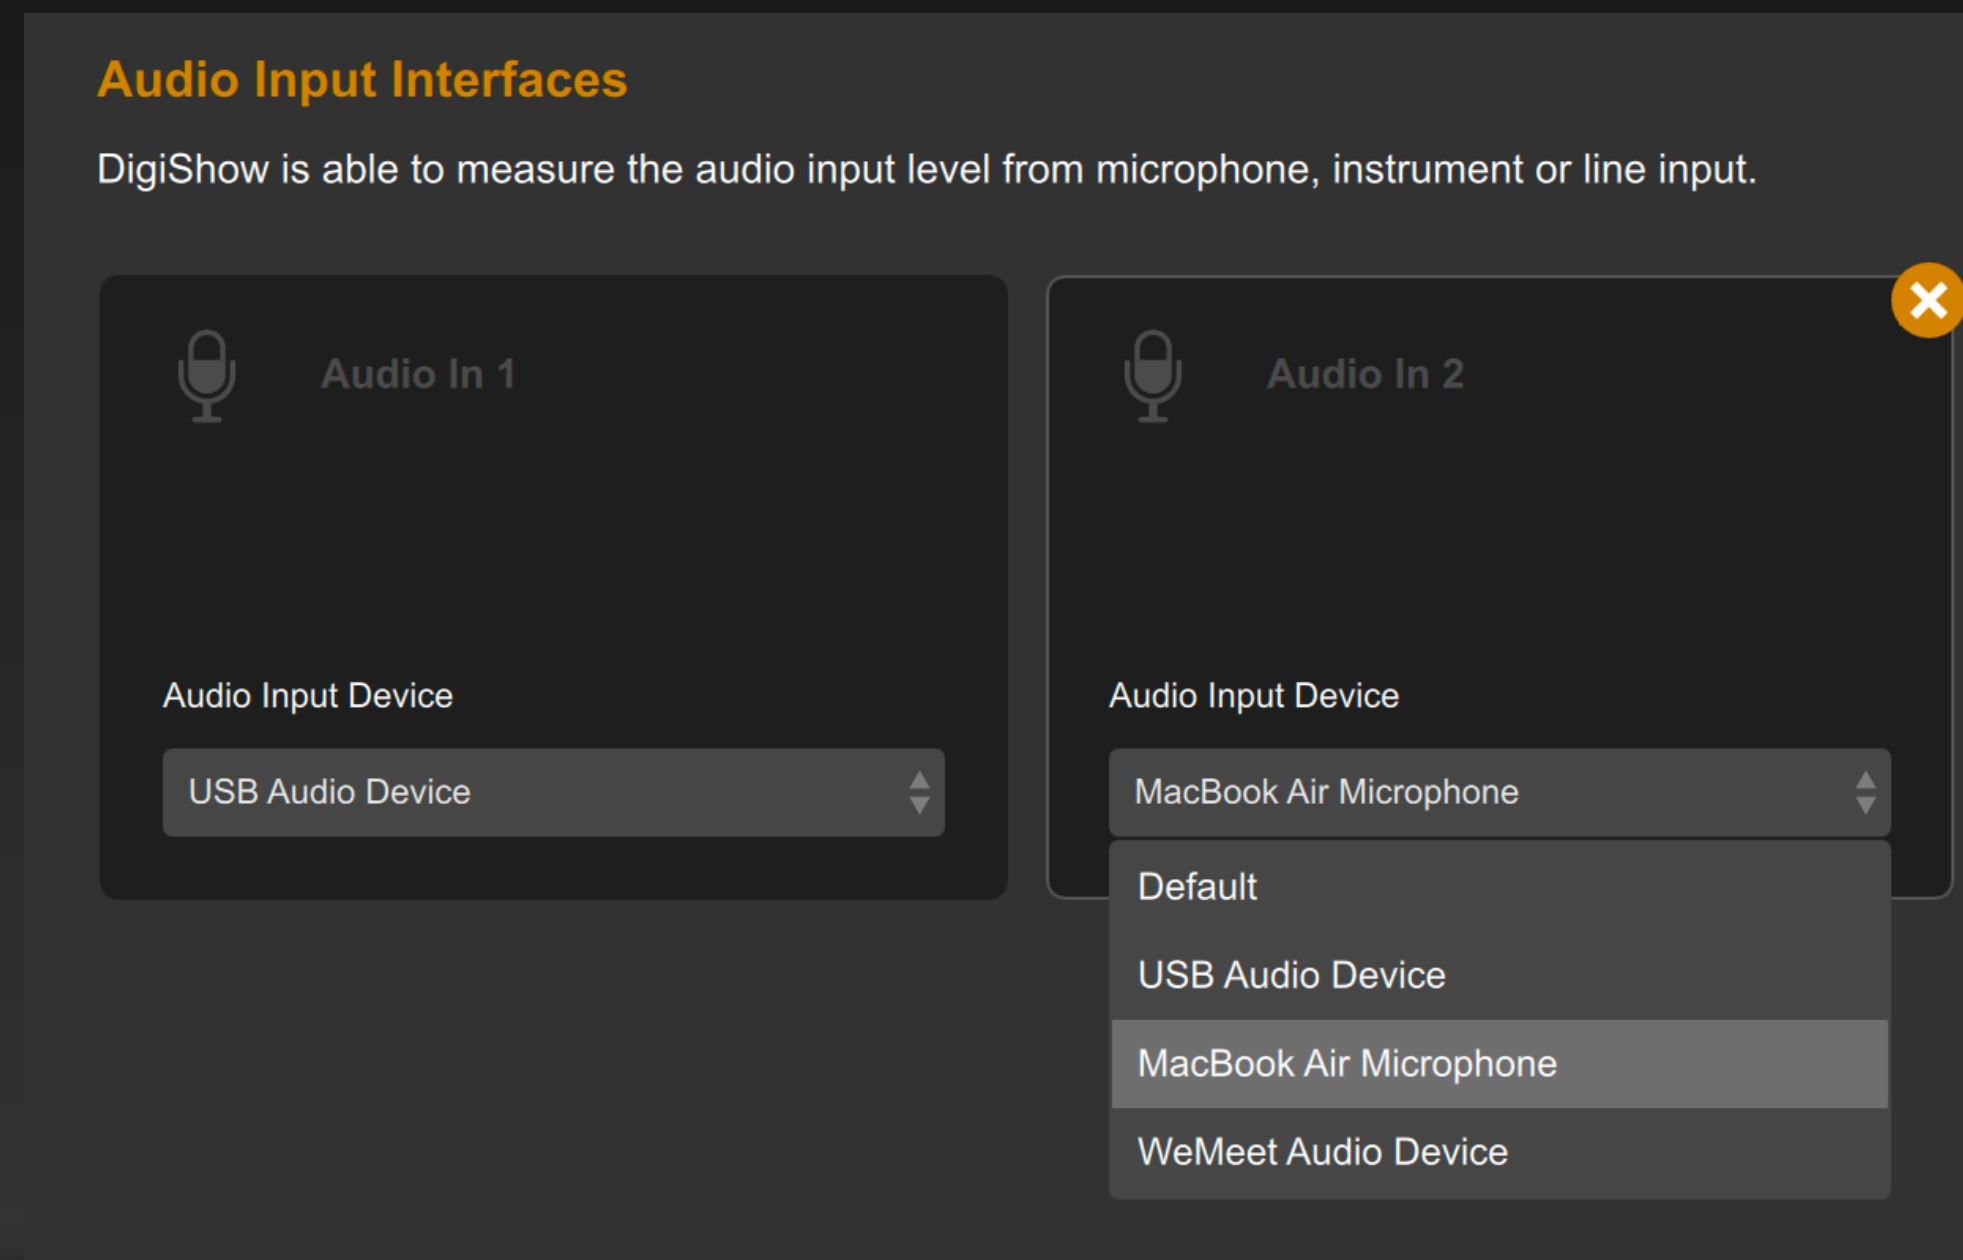 Audio Input Interfaces
DigiShow is able to measure the audio input level from microphone, instrument or line input.
Audio In 1
Audio Input Device
USB Audio Device
Audio In 2
Audio Input Device
MacBook Air Microphone
Default
USB Audio Device
MacBook Air Microphone
WeMeet Audio Device